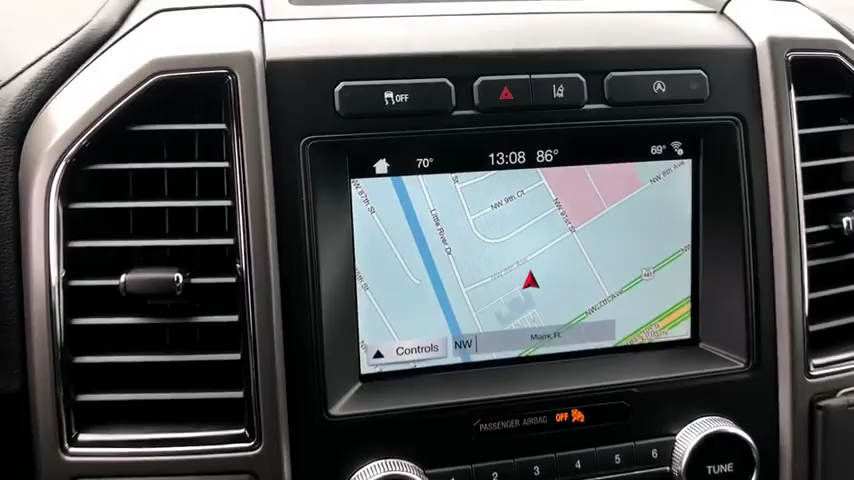 OFF
70°
13:08 86°
69°
NW 87th St
NW 9th Ct
NW 8th Ave
NW 91st St
Little River Dr
NW 8th Ave
441
NW 7th Ave
Controls
NW
Miami, FL
PASSENGER AIRBAG OFF
1 2 3 4 5 6
TUNE